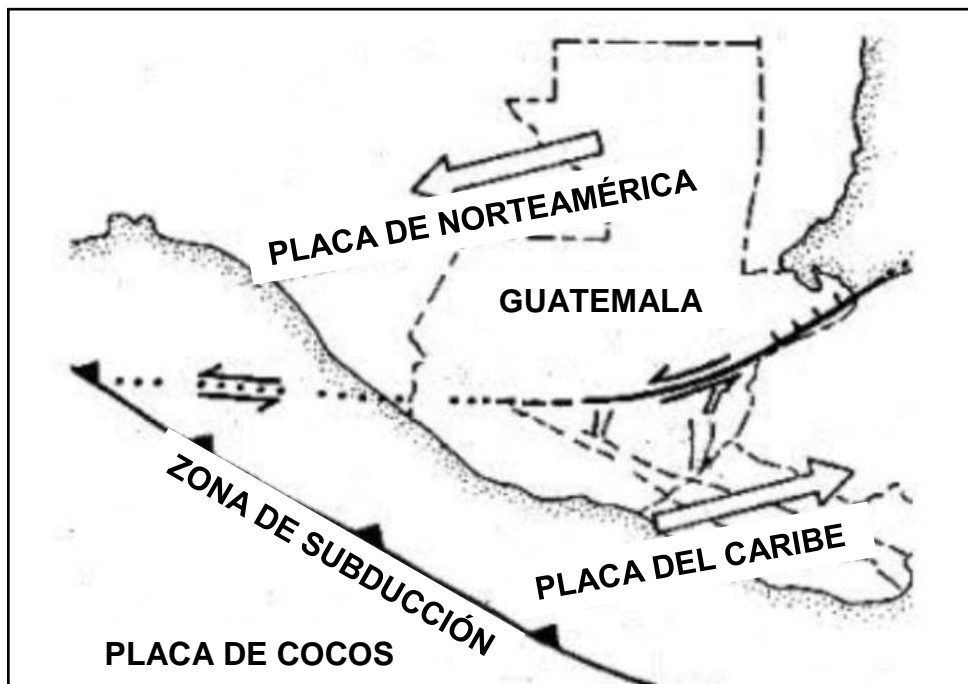 PLACA DE NORTEAMÉRICA
GUATEMALA
ZONA DE SUBDUCCIÓN
PLACA DEL CARIBE
PLACA DE COCOS